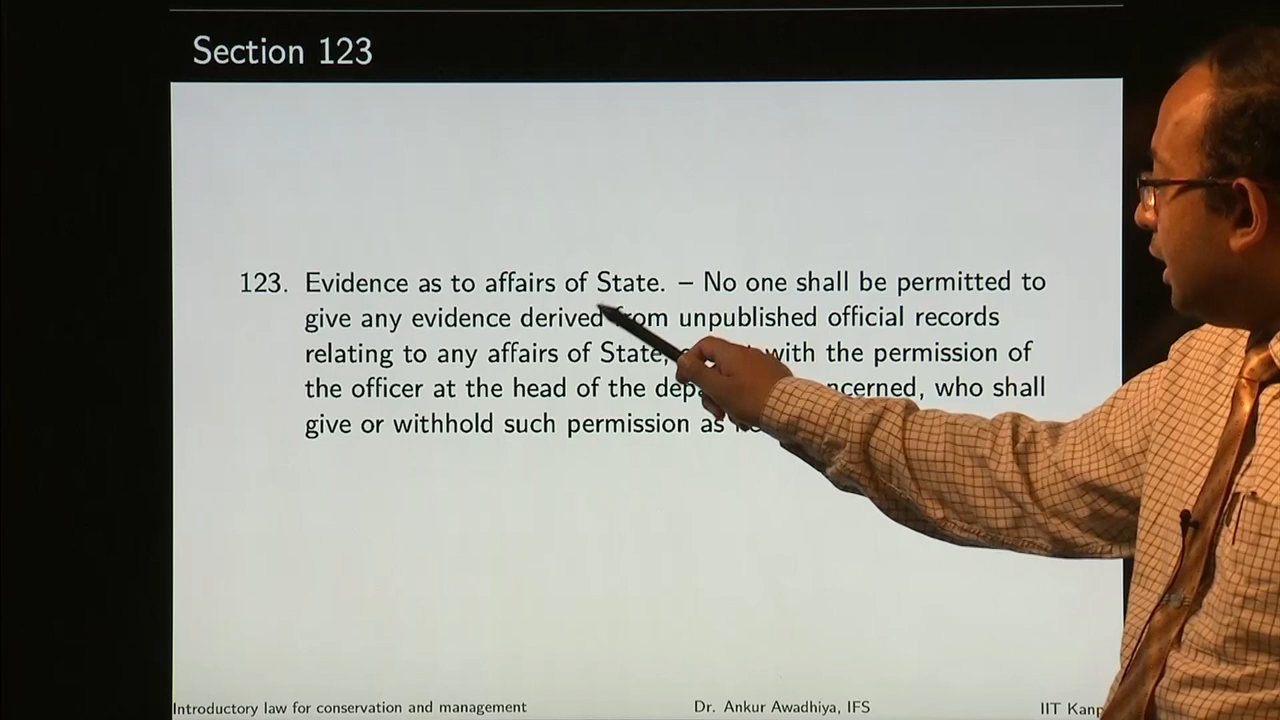 Section 123
123. Evidence as to affairs of State. – No one shall be permitted to
give any evidence derived from unpublished official records
relating to any affairs of State, with the permission of
the officer at the head of the concerned, who shall
give or withhold such permission as
Introductory law for conservation and management Dr. Ankur Awadhiya, IFS IIT